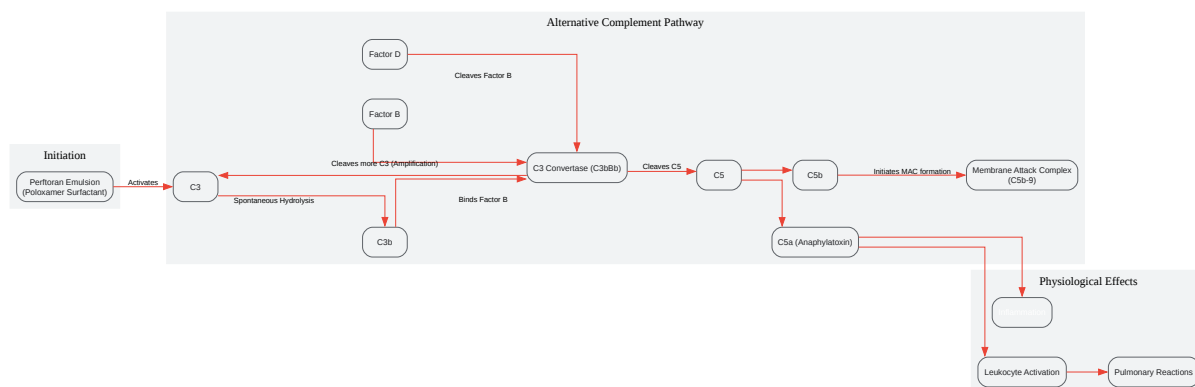 Alternative Complement Pathway
Factor D
Cleaves Factor B
Factor B
Initiation
Cleaves more C3 (Amplification)
C3 Convertase (C3bBb)
Cleaves C5
Perftoran Emulsion
(Poloxamer Surfactant)
Activates
C3
C5
C5b
Initiates MAC formation
Membrane Attack Complex
(C5b-9)
Spontaneous Hydrolysis
Binds Factor B
C3b
C5a (Anaphylatoxin)
Physiological Effects
Leukocyte Activation
Pulmonary Reactions